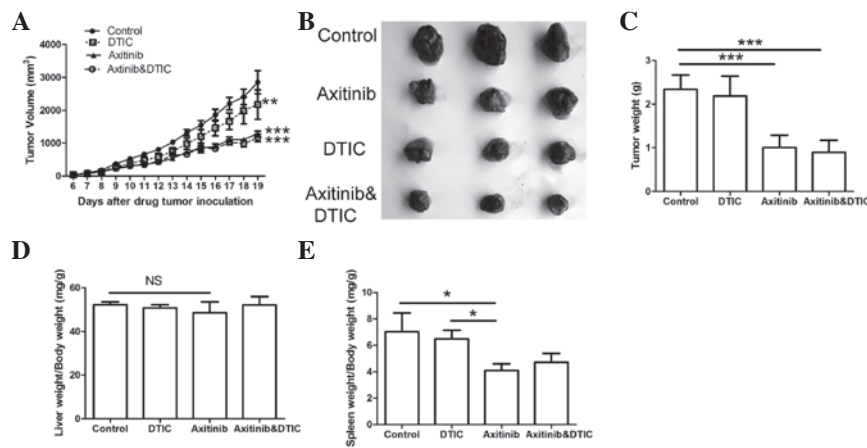 A
Control
DTIC
Axitinib
Axtinib&DTIC
Tumor Volume (mm3)
4000
3000
2000
1000
0
**
***
***
6 7 8 9 10 11 12 13 14 15 16 17 18 19
Days after drug tumor inoculation
B
Control
Axitinib
DTIC
Axitinib&
DTIC
C
Tumor weight (g)
3
2
1
0
***
***
Control DTIC Axitinib Axitinib&DTIC
D
Liver weight/Body weight (mg/g)
60
40
20
0
NS
Control DTIC Axitinib Axitinib&DTIC
E
Spleen weight/Body weight (mg/g)
8
6
4
2
0
*
*
Control DTIC Axitinib Axitinib&DTIC